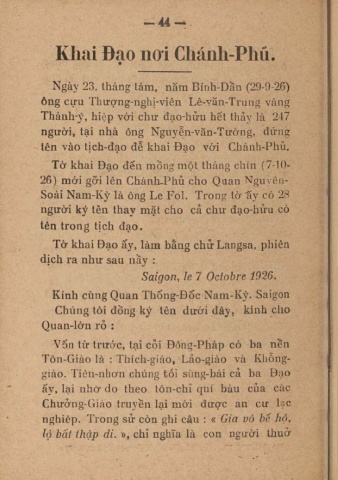 — 44 —
Khai Đạo nơi Chánh-Phủ.
Ngày 23, tháng tám, năm Bính-Dần (29-9-26)
ông cựu Thượng-nghị-viên Lê-văn-Trung vâng
Thánh-ý, hiệp với chư đạo-hữu hết thảy là 247
người, tại nhà ông Nguyễn-văn-Tường, đứng
tên vào tịch-đạo để khai Đạo với Chánh-Phủ.
Tờ khai Đạo đến mồng một tháng chín (7-10-
26) mới gởi lên Chánh-Phủ cho Quan Nguyên-
Soái Nam-Kỳ là ông Le Fol. Trong tờ ấy có 28
người ký tên thay mặt cho cả chư đạo-hữu có
tên trong tịch đạo.
Tờ khai Đạo ấy, làm bằng chữ Langsa, phiên
dịch ra như sau nầy :
Saigon, le 7 Octobre 1926.
Kính cùng Quan Thống-Đốc Nam-Kỳ. Saigon
Chúng tôi đồng ký tên dưới đây, kính cho
Quan-lớn rõ :
Vốn từ trước, tại cõi Đông-Pháp có ba nền
Tôn-Giáo là : Thích-giáo, Lảo-giáo và Khổng-
giáo. Tiên-nhơn chúng tôi sùng-bái cả ba Đạo
ấy, lại nhờ do theo tôn-chỉ quí báu của các
Chưởng-Giáo truyền lại mới được an cư lạc
nghiệp. Trong sử còn ghi câu : « Gia vô bế hộ,
lộ bất thập di. », chỉ nghĩa là con người thuở